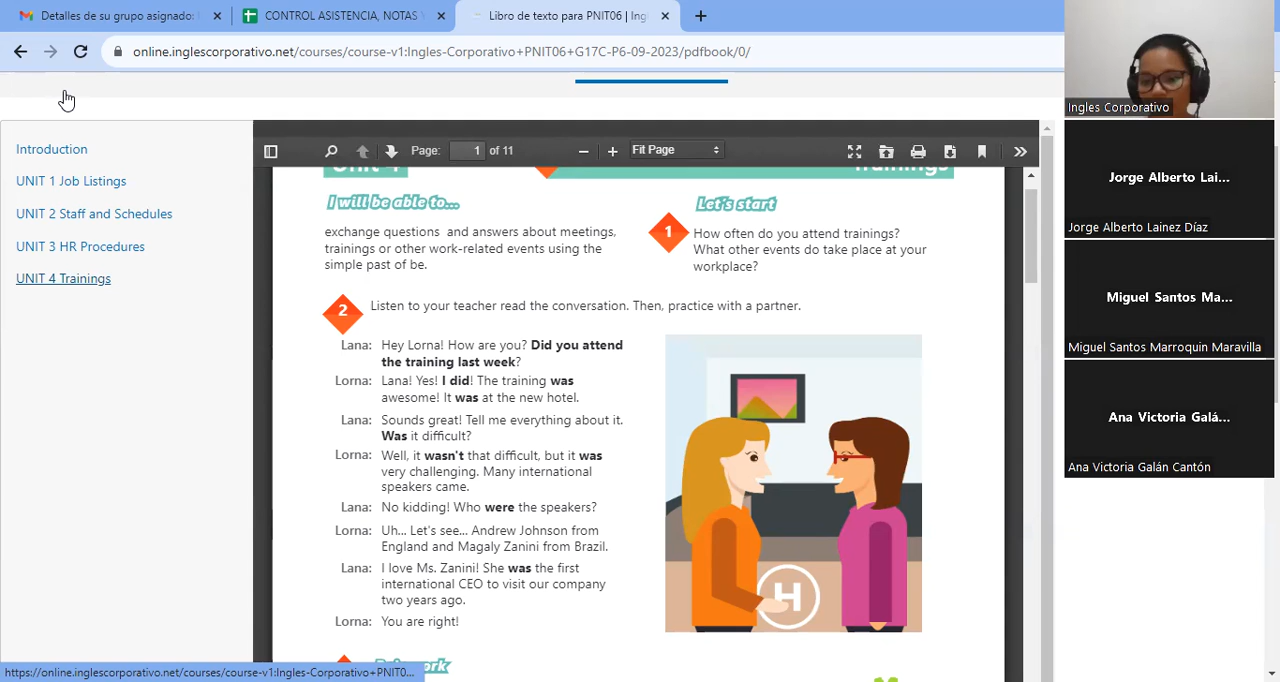 Detalles de su grupo asignado:
CONTROL ASISTENCIA, NOTAS Y
Libro de texto para PNIT06 | Ing
online.inglescorporativo.net/courses/course-v1:Ingles-Corporativo+PNIT06+G17C-P6-09-2023/pdfbook/0/
Introduction
UNIT 1 Job Listings
UNIT 2 Staff and Schedules
UNIT 3 HR Procedures
UNIT 4 Trainings
Page: 1 of 11
Fit Page
Unit 4
Trainings
I will be able to...
exchange questions and answers about meetings,
trainings or other work-related events using the
simple past of be.
Let's start
1
How often do you attend trainings?
What other events do take place at your
workplace?
2
Listen to your teacher read the conversation. Then, practice with a partner.
Lana: Hey Lorna! How are you? Did you attend
the training last week?
Lorna: Lana! Yes! I did! The training was
awesome! It was at the new hotel.
Lana: Sounds great! Tell me everything about it.
Was it difficult?
Lorna: Well, it wasn't that difficult, but it was
very challenging. Many international
speakers came.
Lana: No kidding! Who were the speakers?
Lorna: Uh... Let's see... Andrew Johnson from
England and Magaly Zanini from Brazil.
Lana: I love Ms. Zanini! She was the first
international CEO to visit our company
two years ago.
Lorna: You are right!
H
https://online.inglescorporativo.net/courses/course-v1:Ingles-Corporativo+PNIT0...
Ingles Corporativo
Jorge Alberto Lai...
Jorge Alberto Lainez Díaz
Miguel Santos Ma...
Miguel Santos Marroquin Maravilla
Ana Victoria Galá...
Ana Victoria Galán Cantón